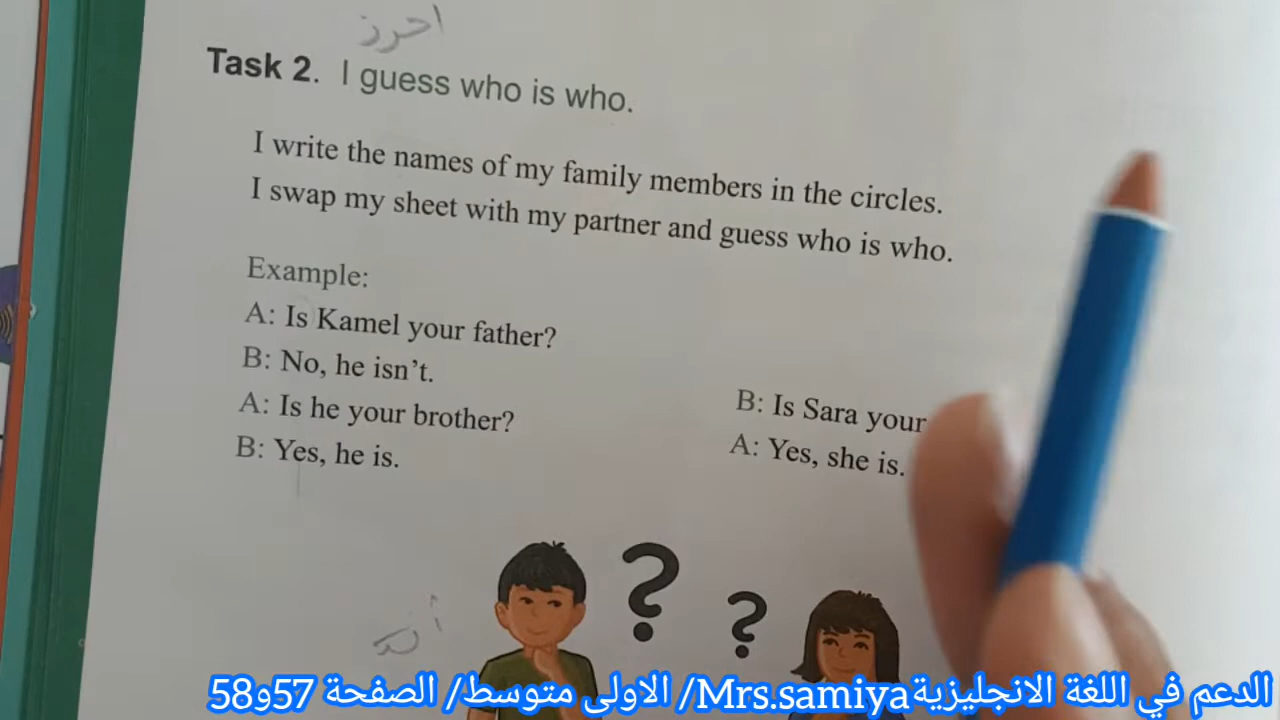 احرز
Task 2. I guess who is who.
I write the names of my family members in the circles.
I swap my sheet with my partner and guess who is who.
Example:
A: Is Kamel your father?
B: No, he isn't.
A: Is he your brother?
B: Yes, he is.
B: Is Sara your
A: Yes, she is.
? ?
الدعم في اللغة الانجليزيةMrs.samiya/ الاولى متوسط/ الصفحة 57و58